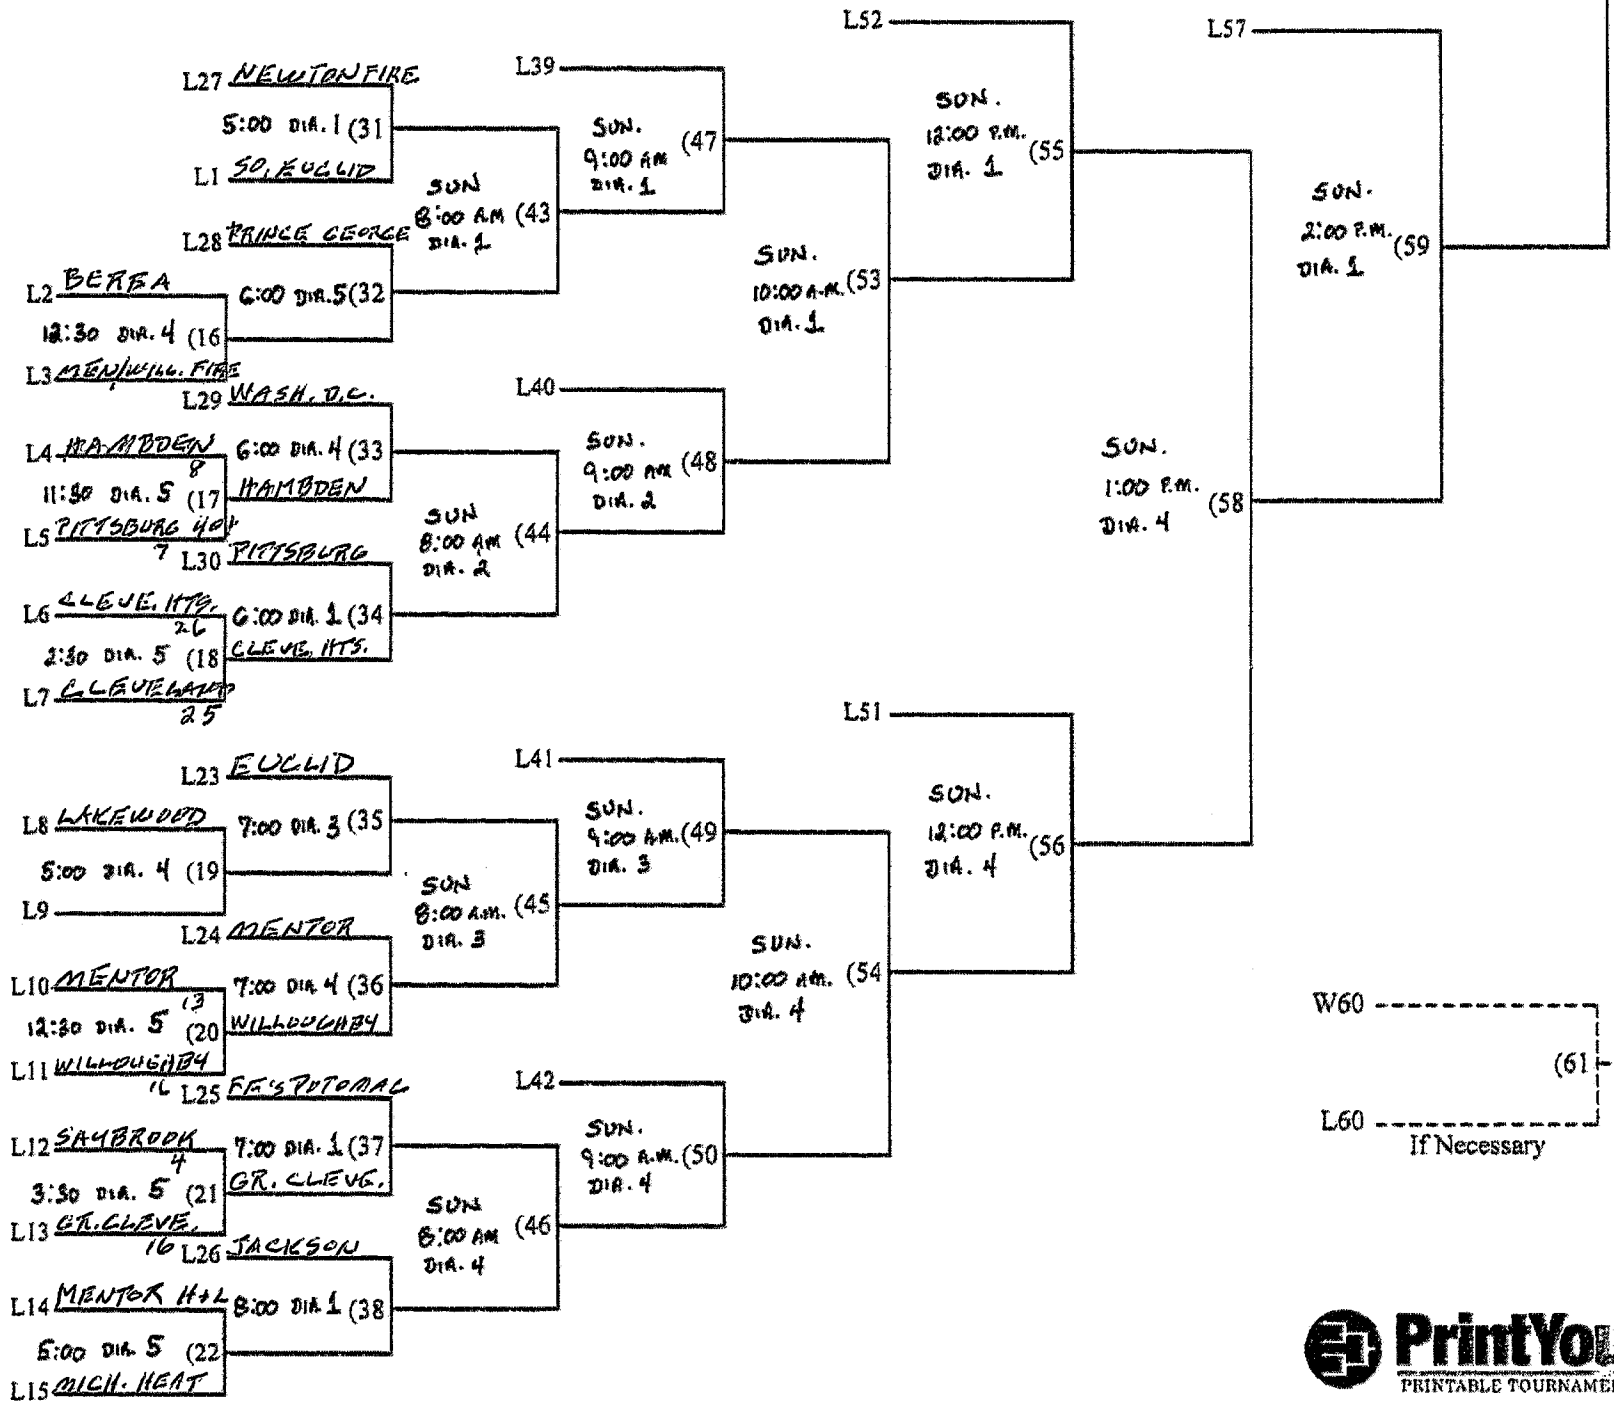 L52
L57
L27 NEWTON FIRE
L39
5:00 DIA. 1 (31
SUN.
9:00 AM
DIA. 1
(47
SUN.
12:00 P.M.
DIA. 1
(55
L1 SO. EUCLID
SUN
8:00 A.M
DIA. 1
(43
SUN.
2:00 P.M.
DIA. 1
(59
L28 PRINCE GEORGE
L2 BEREA
6:00 DIA. 5 (32
SUN.
10:00 A.M.
DIA. 1
(53
12:30 DIA. 4 (16
L3 MEN/WILL. FIRE
L29 WASH. D.C.
L40
L4 HAMBDEN
8
6:00 DIA. 4 (33
SUN.
9:00 AM
DIA. 2
(48
SUN.
1:00 P.M.
DIA. 4
(58
11:30 DIA. 5 (17
HAMBDEN
L5 PITTSBURG
7
SUN
8:00 AM
DIA. 2
(44
L30 PITTSBURG
L6 CLEVE. HTS.
26
6:00 DIA. 1 (34
2:30 DIA. 5 (18
CLEVE. HTS.
L7 CLEVELAND
25
L51
L23 EUCLID
L41
L8 LAKEWOOD
7:00 DIA. 3 (35
SUN.
9:00 A.M.
DIA. 3
(49
SUN.
12:00 P.M.
DIA. 4
(56
5:00 DIA. 4 (19
L9
SUN
8:00 A.M.
DIA. 3
(45
L24 MENTOR
L10 MENTOR
13
7:00 DIA. 4 (36
SUN.
10:00 AM.
DIA. 4
(54
12:30 DIA. 5 (20
WILLOUGHBY
W60
L11 WILLOUGHBY
16
L25 FE'S POTOMAC
L42
(61
L12 SAYBROOK
4
7:00 DIA. 1 (37
SUN.
9:00 A.M.
DIA. 4
(50
L60
If Necessary
3:30 DIA. 5 (21
GR. CLEVE.
L13 GR. CLEVE.
16
SUN
8:00 AM
DIA. 4
(46
L26 JACKSON
L14 MENTOR H+L
8:00 DIA 1 (38
5:00 DIA. 5 (22
L15 MICH. HEAT
PrintYou
PRINTABLE TOURNAME